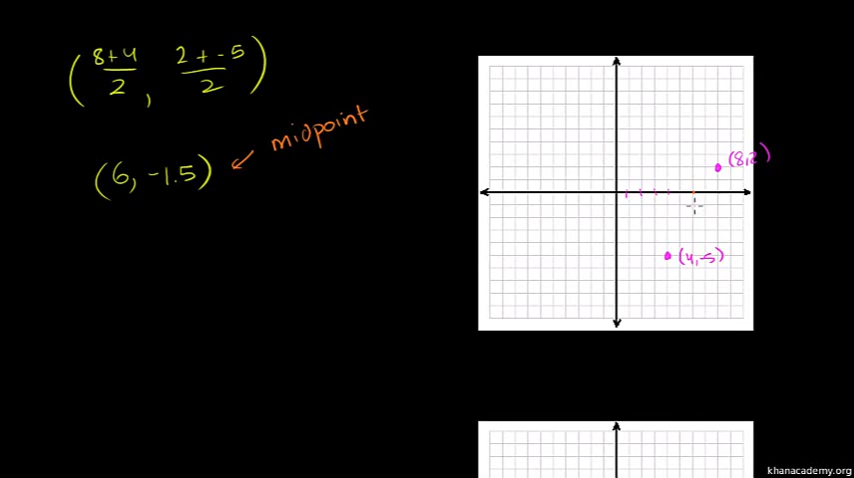 (8+4/2, 2+-5/2)
midpoint
(6, -1.5)
(8,2)
(4,-5)
khanacademy.org